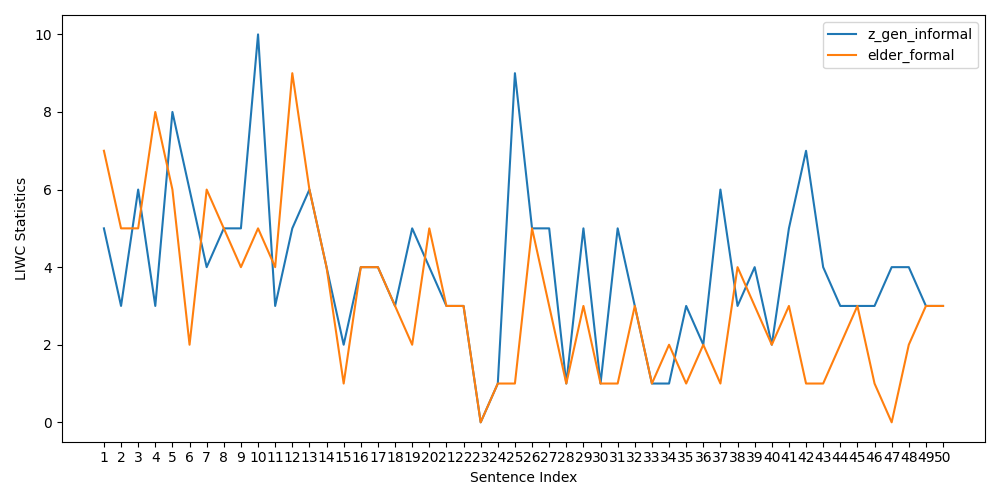 z_gen_informal
elder_formal
10
8
6
4
2
0
LIWC Statistics
1 2 3 4 5 6 7 8 9 10 11 12 13 14 15 16 17 18 19 20 21 22 23 24 25 26 27 28 29 30 31 32 33 34 35 36 37 38 39 40 41 42 43 44 45 46 47 48 49 50
Sentence Index